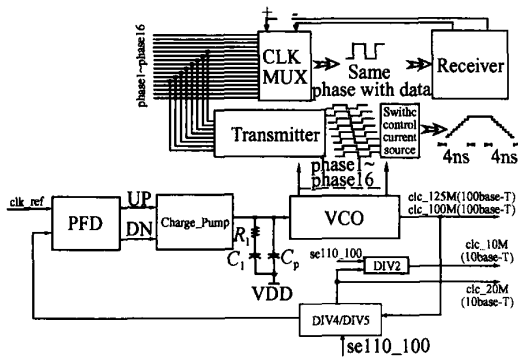 phase1~phase16
+ -
CLK
MUX
Same
phase with data
Receiver
Transmitter
Swithc
control
current
source
4ns 4ns
phase1~
phase16
clk_ref
PFD
UP
DN
Charge_Pump
R1
C1
Cp
VDD
VCO
clc_125M(100base-T)
clc_100M(100base-T)
se110_100
DIV2
clc_10M
(10base-T)
clc_20M
(10base-T)
DIV4/DIV5
se110_100